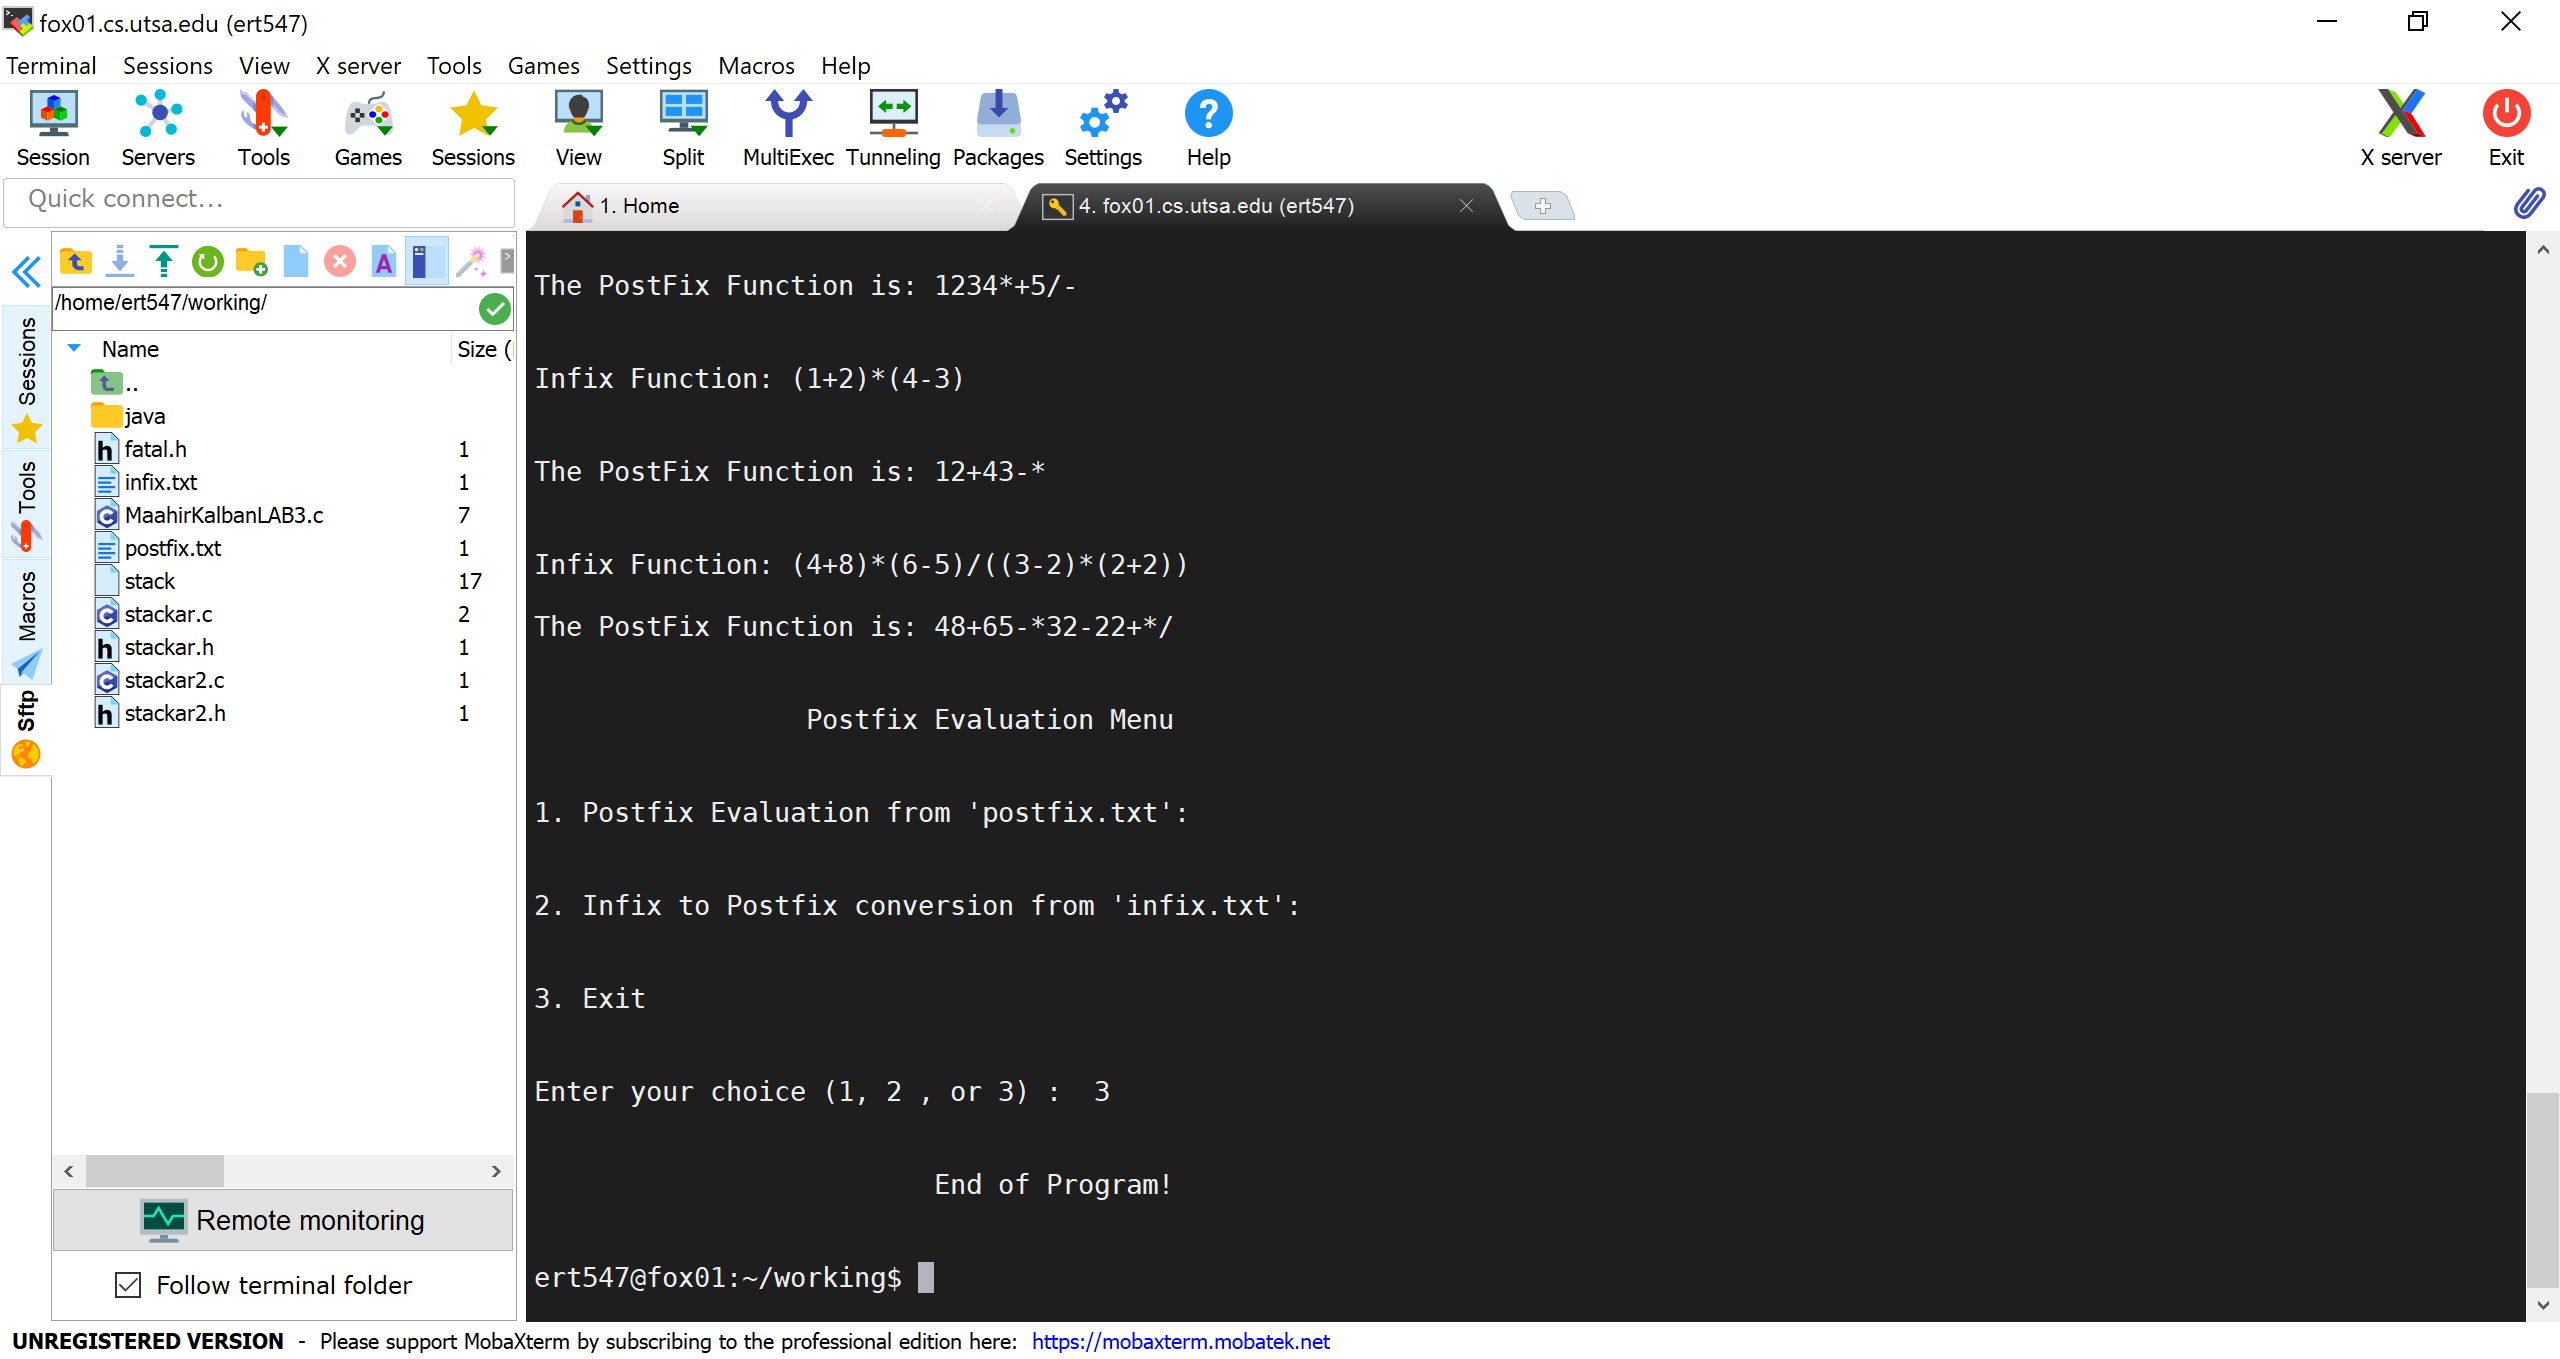 fox01.cs.utsa.edu (ert547)
Terminal Sessions View X server Tools Games Settings Macros Help
Session Servers Tools Games Sessions View Split MultiExec Tunneling Packages Settings Help X server Exit
Quick connect...
1. Home
4. fox01.cs.utsa.edu (ert547)
/home/ert547/working/
Name Size (
..
java
fatal.h 1
infix.txt 1
MaahirKalbanLAB3.c 7
postfix.txt 1
stack 17
stackar.c 2
stackar.h 1
stackar2.c 1
stackar2.h 1
Sessions
Tools
Macros
Sftp
Remote monitoring
Follow terminal folder
The PostFix Function is: 1234*+5/-
Infix Function: (1+2)*(4-3)
The PostFix Function is: 12+43-*
Infix Function: (4+8)*(6-5)/((3-2)*(2+2))
The PostFix Function is: 48+65-*32-22+*/
Postfix Evaluation Menu
1. Postfix Evaluation from 'postfix.txt':
2. Infix to Postfix conversion from 'infix.txt':
3. Exit
Enter your choice (1, 2 , or 3) :  3
End of Program!
ert547@fox01:~/working$
UNREGISTERED VERSION - Please support MobaXterm by subscribing to the professional edition here: https://mobaxterm.mobatek.net